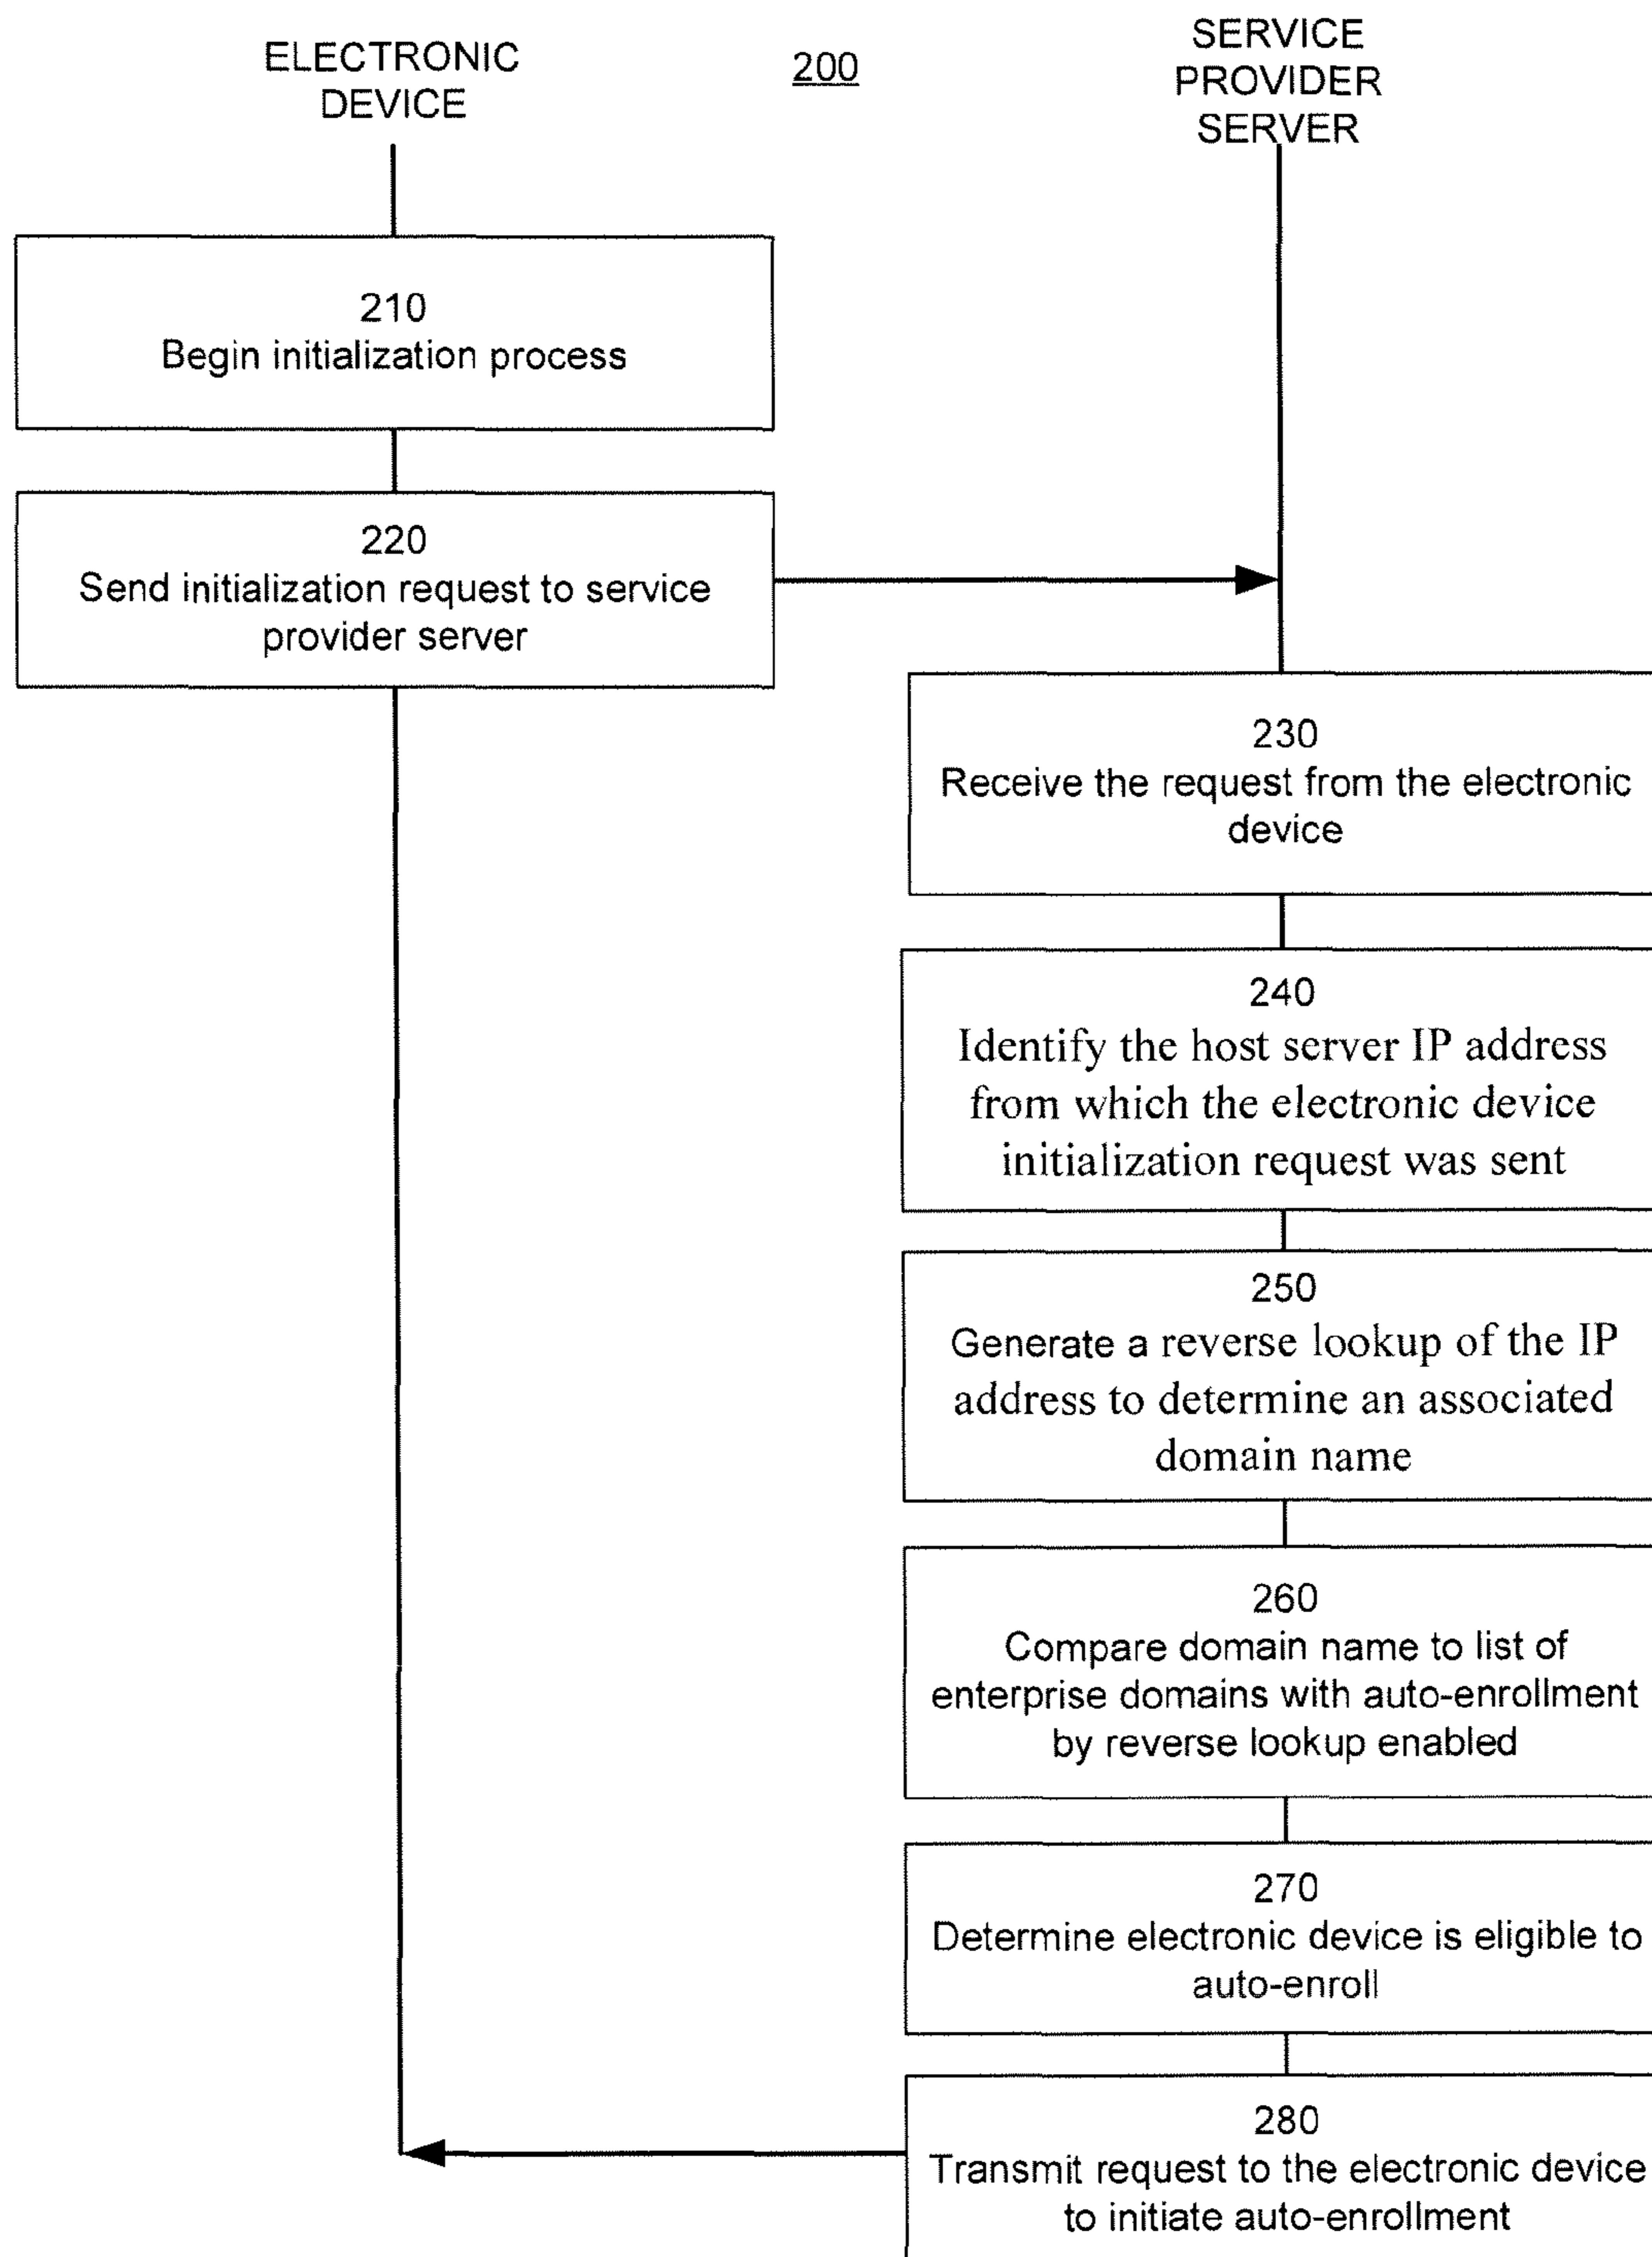 ELECTRONIC
DEVICE
200
SERVICE
PROVIDER
SERVER
210
Begin initialization process
220
Send initialization request to service
provider server
230
Receive the request from the electronic
device
240
Identify the host server IP address
from which the electronic device
initialization request was sent
250
Generate a reverse lookup of the IP
address to determine an associated
domain name
260
Compare domain name to list of
enterprise domains with auto-enrollment
by reverse lookup enabled
270
Determine electronic device is eligible to
auto-enroll
280
Transmit request to the electronic device
to initiate auto-enrollment